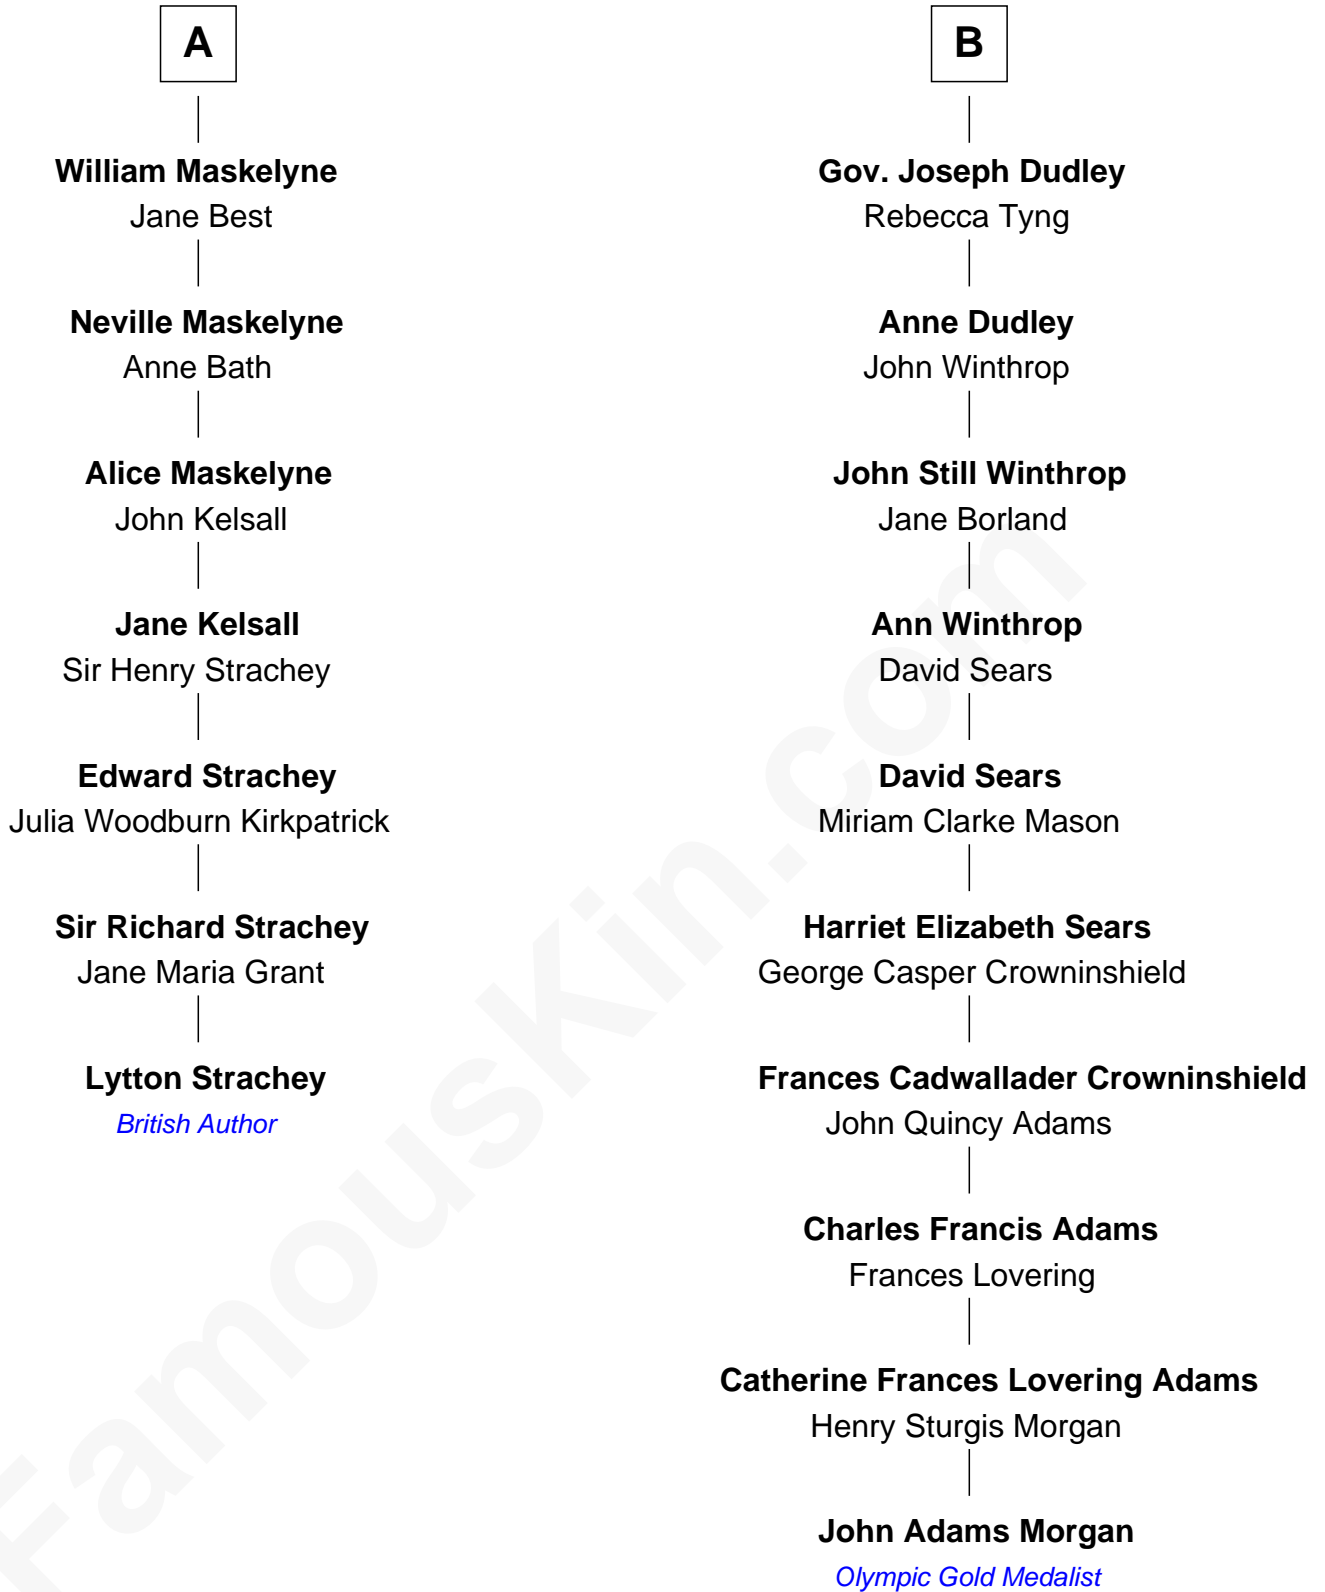 A
William Maskelyne
Jane Best
Neville Maskelyne
Anne Bath
Alice Maskelyne
John Kelsall
Jane Kelsall
Sir Henry Strachey
Edward Strachey
Julia Woodburn Kirkpatrick
Sir Richard Strachey
Jane Maria Grant
Lytton Strachey
British Author
B
Gov. Joseph Dudley
Rebecca Tyng
Anne Dudley
John Winthrop
John Still Winthrop
Jane Borland
Ann Winthrop
David Sears
David Sears
Miriam Clarke Mason
Harriet Elizabeth Sears
George Casper Crowninshield
Frances Cadwallader Crowninshield
John Quincy Adams
Charles Francis Adams
Frances Lovering
Catherine Frances Lovering Adams
Henry Sturgis Morgan
John Adams Morgan
Olympic Gold Medalist
FamousKin.com